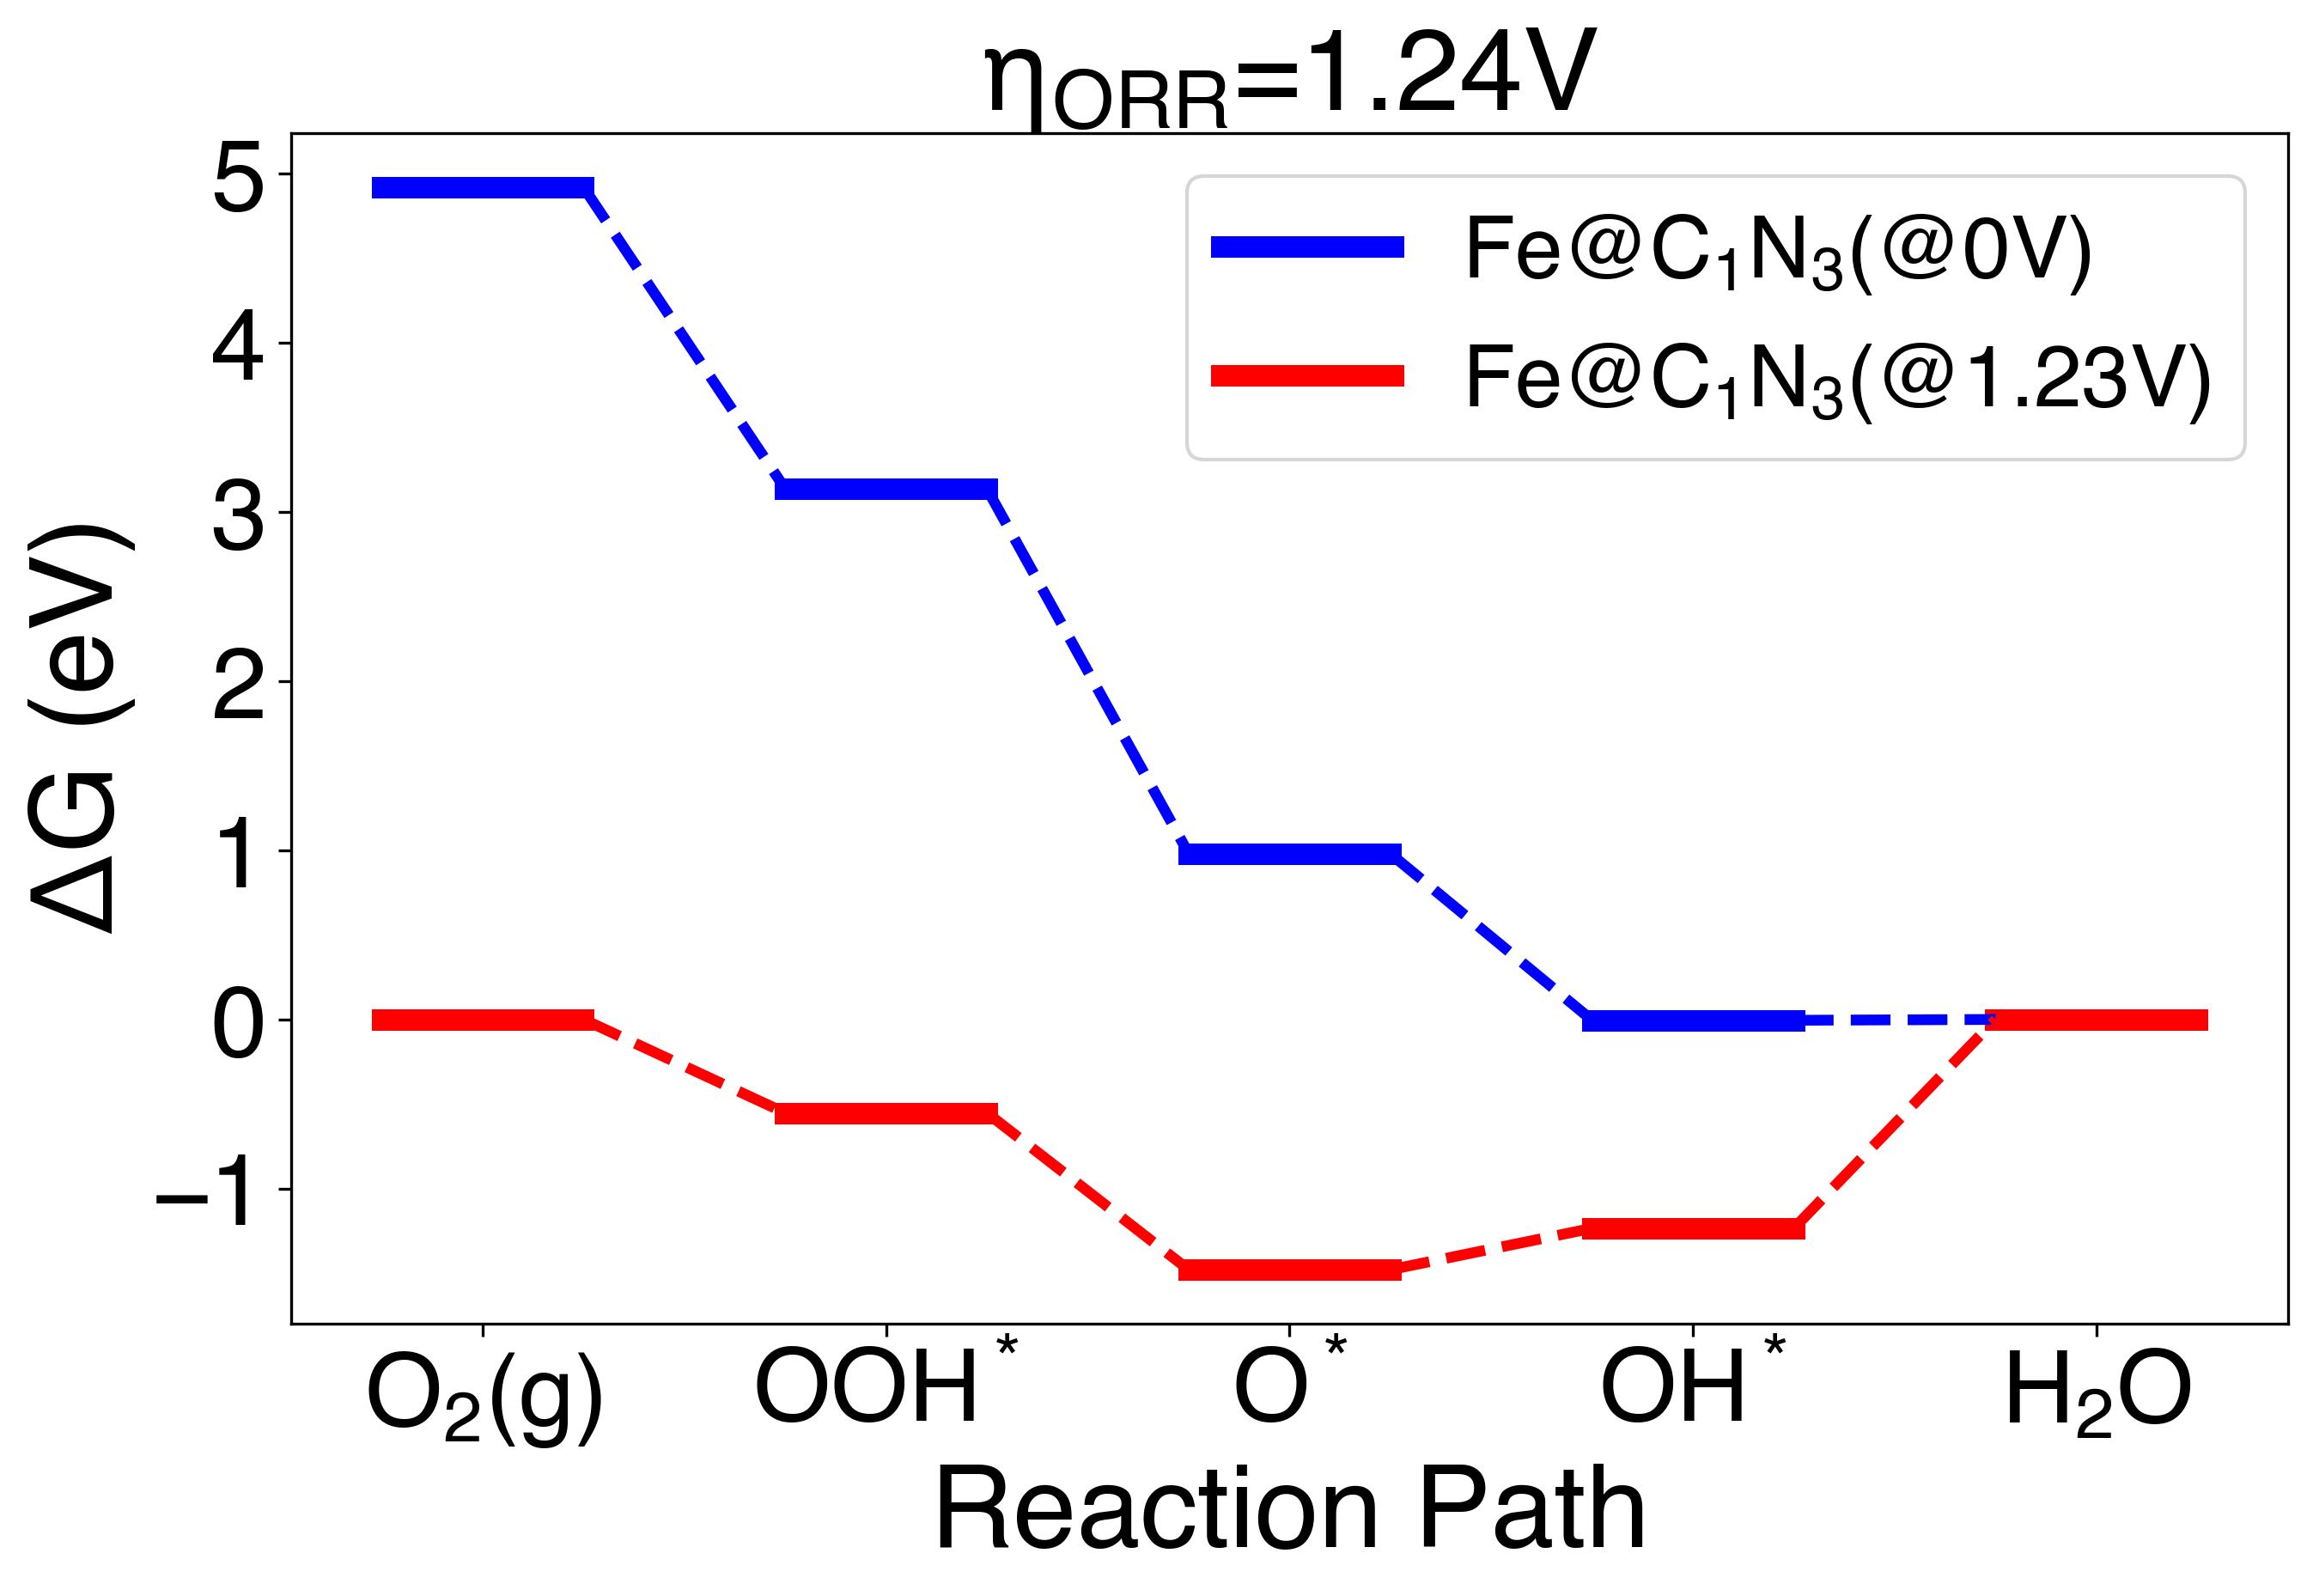 η_ORR=1.24V
Fe@C₁N₃(@0V)
Fe@C₁N₃(@1.23V)
ΔG (eV)
5
4
3
2
1
0
−1
O₂(g) OOH* O* OH* H₂O
Reaction Path